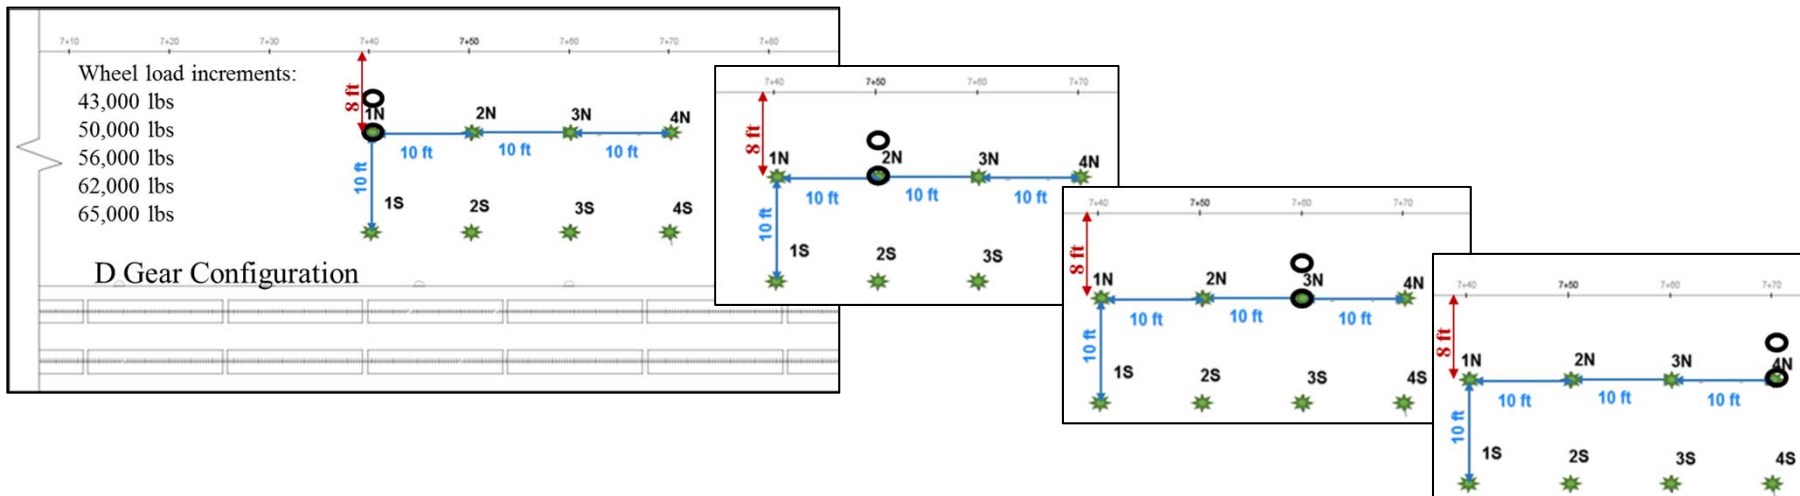 7+10 7+20 7+30 7+40 7+50 7+60 7+70 7+80
Wheel load increments:
43,000 lbs
50,000 lbs
56,000 lbs
62,000 lbs
65,000 lbs
8 ft
1N 2N 3N 4N
10 ft 10 ft 10 ft
10 ft
1S 2S 3S 4S
D Gear Configuration
7+40 7+50 7+60 7+70
8 ft
1N 2N 3N 4N
10 ft 10 ft 10 ft
10 ft
1S 2S 3S
7+40 7+50 7+60 7+70
8 ft
1N 2N 3N 4N
10 ft 10 ft 10 ft
10 ft
1S 2S 3S 4S
7+40 7+50 7+60 7+70
8 ft
1N 2N 3N 4N
10 ft 10 ft 10 ft
10 ft
1S 2S 3S 4S